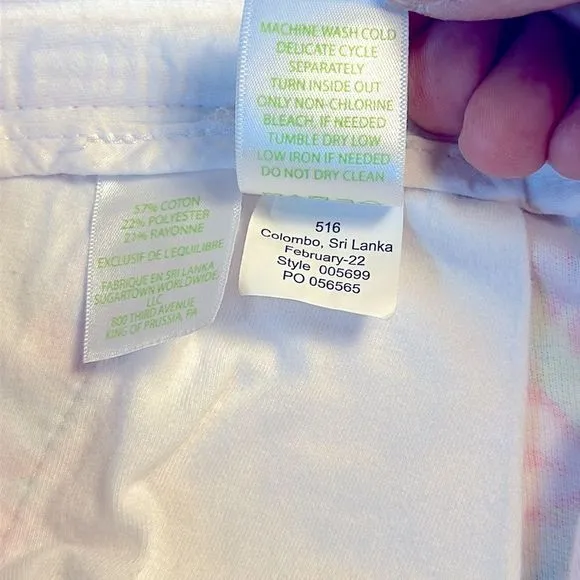 MACHINE WASH COLD
DELICATE CYCLE
SEPARATELY
TURN INSIDE OUT
ONLY NON-CHLORINE
BLEACH, IF NEEDED
TUMBLE DRY LOW
LOW IRON IF NEEDED
DO NOT DRY CLEAN
57% COTON
22% POLYESTER
21% RAYONNE
EXCLUSIF DE L'EQUILIBRE
FABRIQUE EN SRI LANKA
SUGARTOWN WORLDWIDE
LLC
800 THIRD AVENUE
KING OF PRUSSIA, PA
516
Colombo, Sri Lanka
February-22
Style 005699
PO 056565